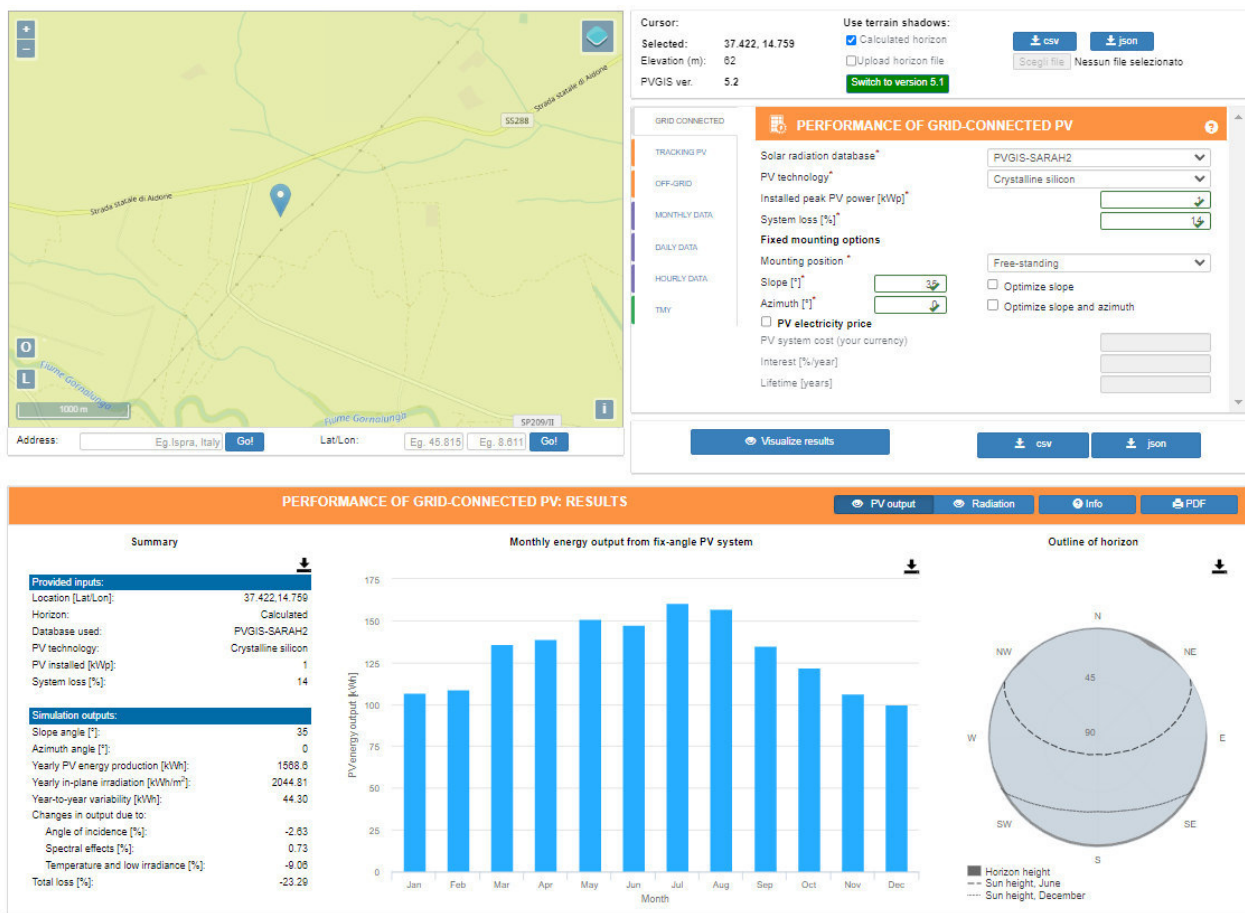 +
−
Strada statale di Aidone
SS288
Strada statale di Aidone
O
L
Fiume Gornalunga
1000 m
Fiume Gornalunga
SP209/II
i
Address:
Eg.Ispra, Italy
Go!
Lat/Lon:
Eg. 45.815
Eg. 8.611
Go!
Cursor:
Selected: 37.422, 14.759
Elevation (m): 62
PVGIS ver. 5.2
Use terrain shadows:
Calculated horizon
Upload horizon file
Switch to version 5.1
csv
json
Scegli file Nessun file selezionato
GRID CONNECTED
TRACKING PV
OFF-GRID
MONTHLY DATA
DAILY DATA
HOURLY DATA
TMY
PERFORMANCE OF GRID-CONNECTED PV
?
Solar radiation database* PVGIS-SARAH2
PV technology* Crystalline silicon
Installed peak PV power [kWp]* 1
System loss [%]* 14
Fixed mounting options
Mounting position * Free-standing
Slope [°]* 35 Optimize slope
Azimuth [°]* 0 Optimize slope and azimuth
PV electricity price
PV system cost (your currency)
Interest [%/year]
Lifetime [years]
Visualize results
csv
json
PERFORMANCE OF GRID-CONNECTED PV: RESULTS
PV output
Radiation
Info
PDF
Summary
Provided inputs:
Location [Lat/Lon]: 37.422,14.759
Horizon: Calculated
Database used: PVGIS-SARAH2
PV technology: Crystalline silicon
PV installed [kWp]: 1
System loss [%]: 14
Simulation outputs:
Slope angle [°]: 35
Azimuth angle [°]: 0
Yearly PV energy production [kWh]: 1568.6
Yearly in-plane irradiation [kWh/m²]: 2044.81
Year-to-year variability [kWh]: 44.30
Changes in output due to:
Angle of incidence [%]: -2.63
Spectral effects [%]: 0.73
Temperature and low irradiance [%]: -9.06
Total loss [%]: -23.29
Monthly energy output from fix-angle PV system
PV energy output [kWh]
175
150
125
100
75
50
25
0
Jan Feb Mar Apr May Jun Jul Aug Sep Oct Nov Dec
Month
Outline of horizon
N
NW
NE
45
W
90
E
SW
SE
S
Horizon height
Sun height, June
Sun height, December